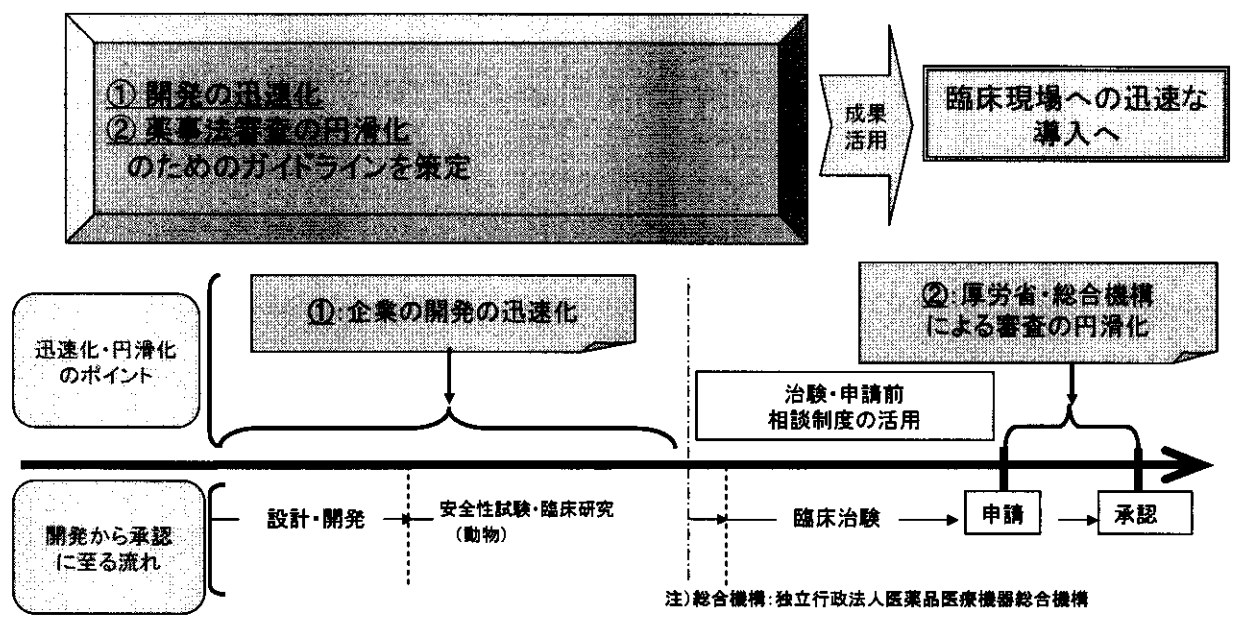 ① 開発の迅速化
② 薬事法審査の円滑化
のためのガイドラインを策定
成果
活用
臨床現場への迅速な
導入へ
迅速化・円滑化
のポイント
①:企業の開発の迅速化
②:厚労省・総合機構
による審査の円滑化
治験・申請前
相談制度の活用
開発から承認
に至る流れ
設計・開発
安全性試験・臨床研究
(動物)
臨床治験
申請
承認
注)総合機構:独立行政法人医薬品医療機器総合機構